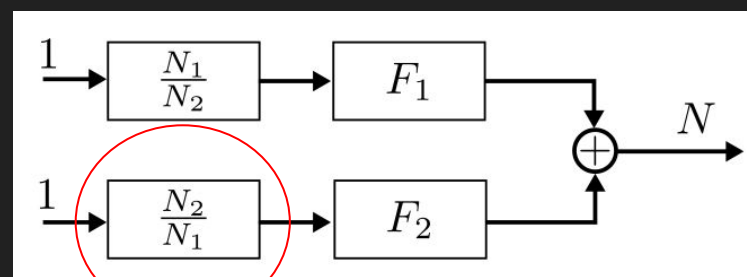 1 N₁/N₂ F₁
N
1 N₂/N₁ F₂